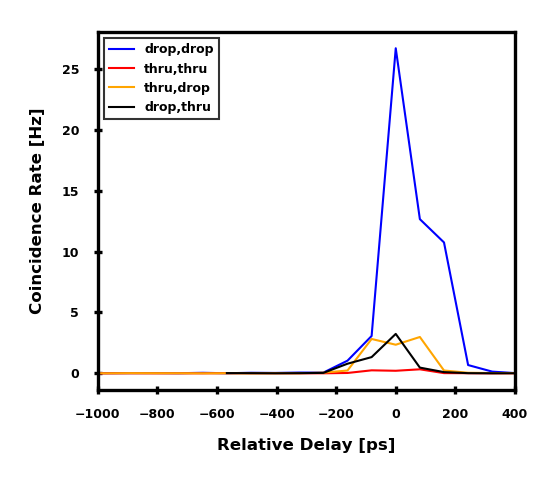 drop,drop
thru,thru
thru,drop
drop,thru
25
20
15
10
5
0
Coincidence Rate [Hz]
−1000 −800 −600 −400 −200 0 200 400
Relative Delay [ps]